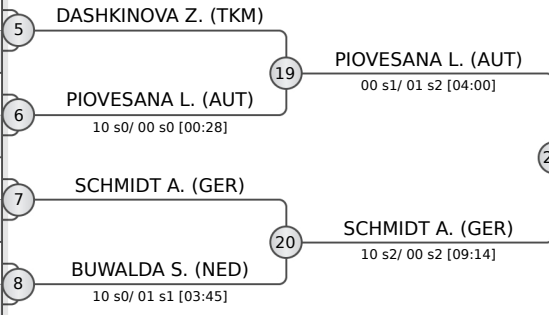 DASHKINOVA Z. (TKM)
5
19
PIOVESANA L. (AUT)
00 s1/ 01 s2 [04:00]
PIOVESANA L. (AUT)
6
10 s0/ 00 s0 [00:28]
2
SCHMIDT A. (GER)
7
20
SCHMIDT A. (GER)
10 s2/ 00 s2 [09:14]
BUWALDA S. (NED)
8
10 s0/ 01 s1 [03:45]